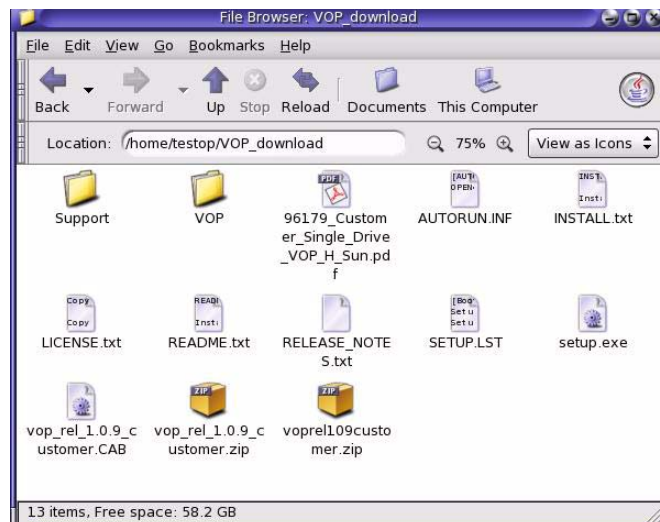 File Browser: VOP_download
File Edit View Go Bookmarks Help
Back Forward Up Stop Reload Documents This Computer
Location: /home/testop/VOP_download 75% View as Icons
Support VOP 96179_Custom
er_Single_Drive
_VOP_H_Sun.pd
f AUTORUN.INF INSTALL.txt
LICENSE.txt README.txt RELEASE_NOTE
S.txt SETUP.LST setup.exe
vop_rel_1.0.9_c
ustomer.CAB vop_rel_1.0.9_c
ustomer.zip voprel109custo
mer.zip
13 items, Free space: 58.2 GB